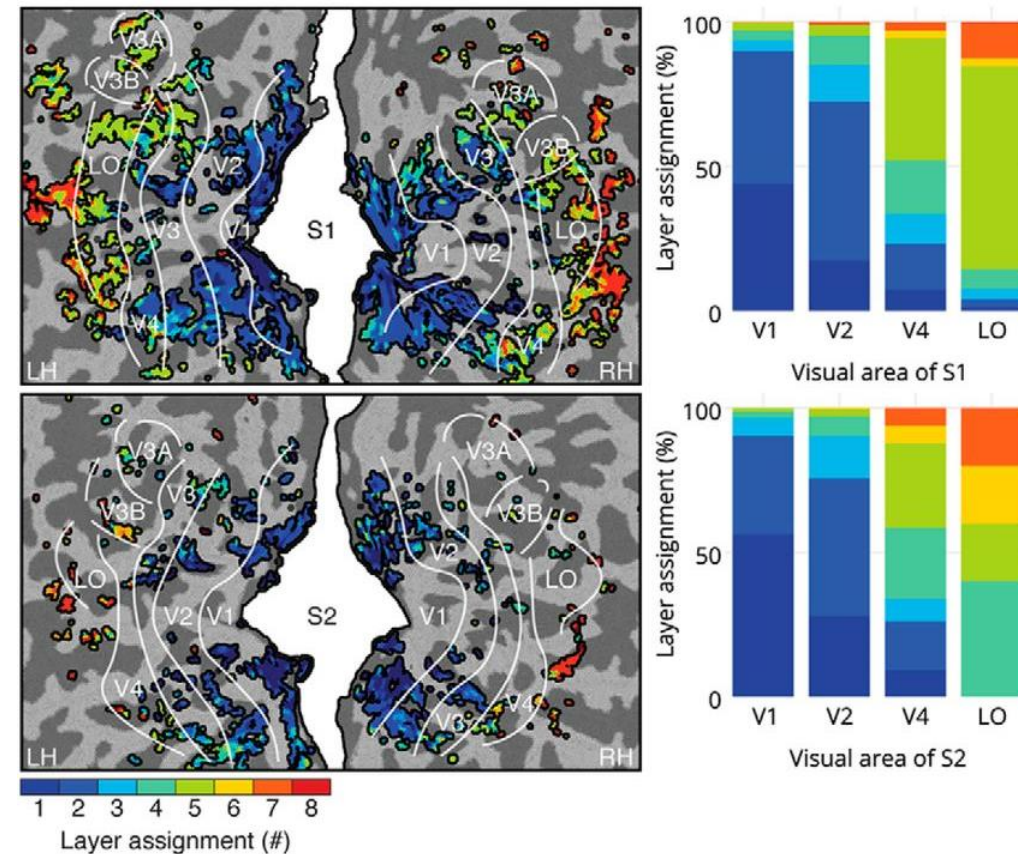 V3A
V3B
LO
V3
V2
V1
V4
LH
S1
V3A
V3
V3B
V1
V2
LO
V4
RH
100
50
0
Layer assignment (%)
V1 V2 V4 LO
Visual area of S1
V3A
V3
V3B
LO
V2
V1
V4
LH
S2
V3A
V3B
V2
LO
V1
V4
V3
RH
100
50
0
Layer assignment (%)
V1 V2 V4 LO
Visual area of S2
1 2 3 4 5 6 7 8
Layer assignment (#)